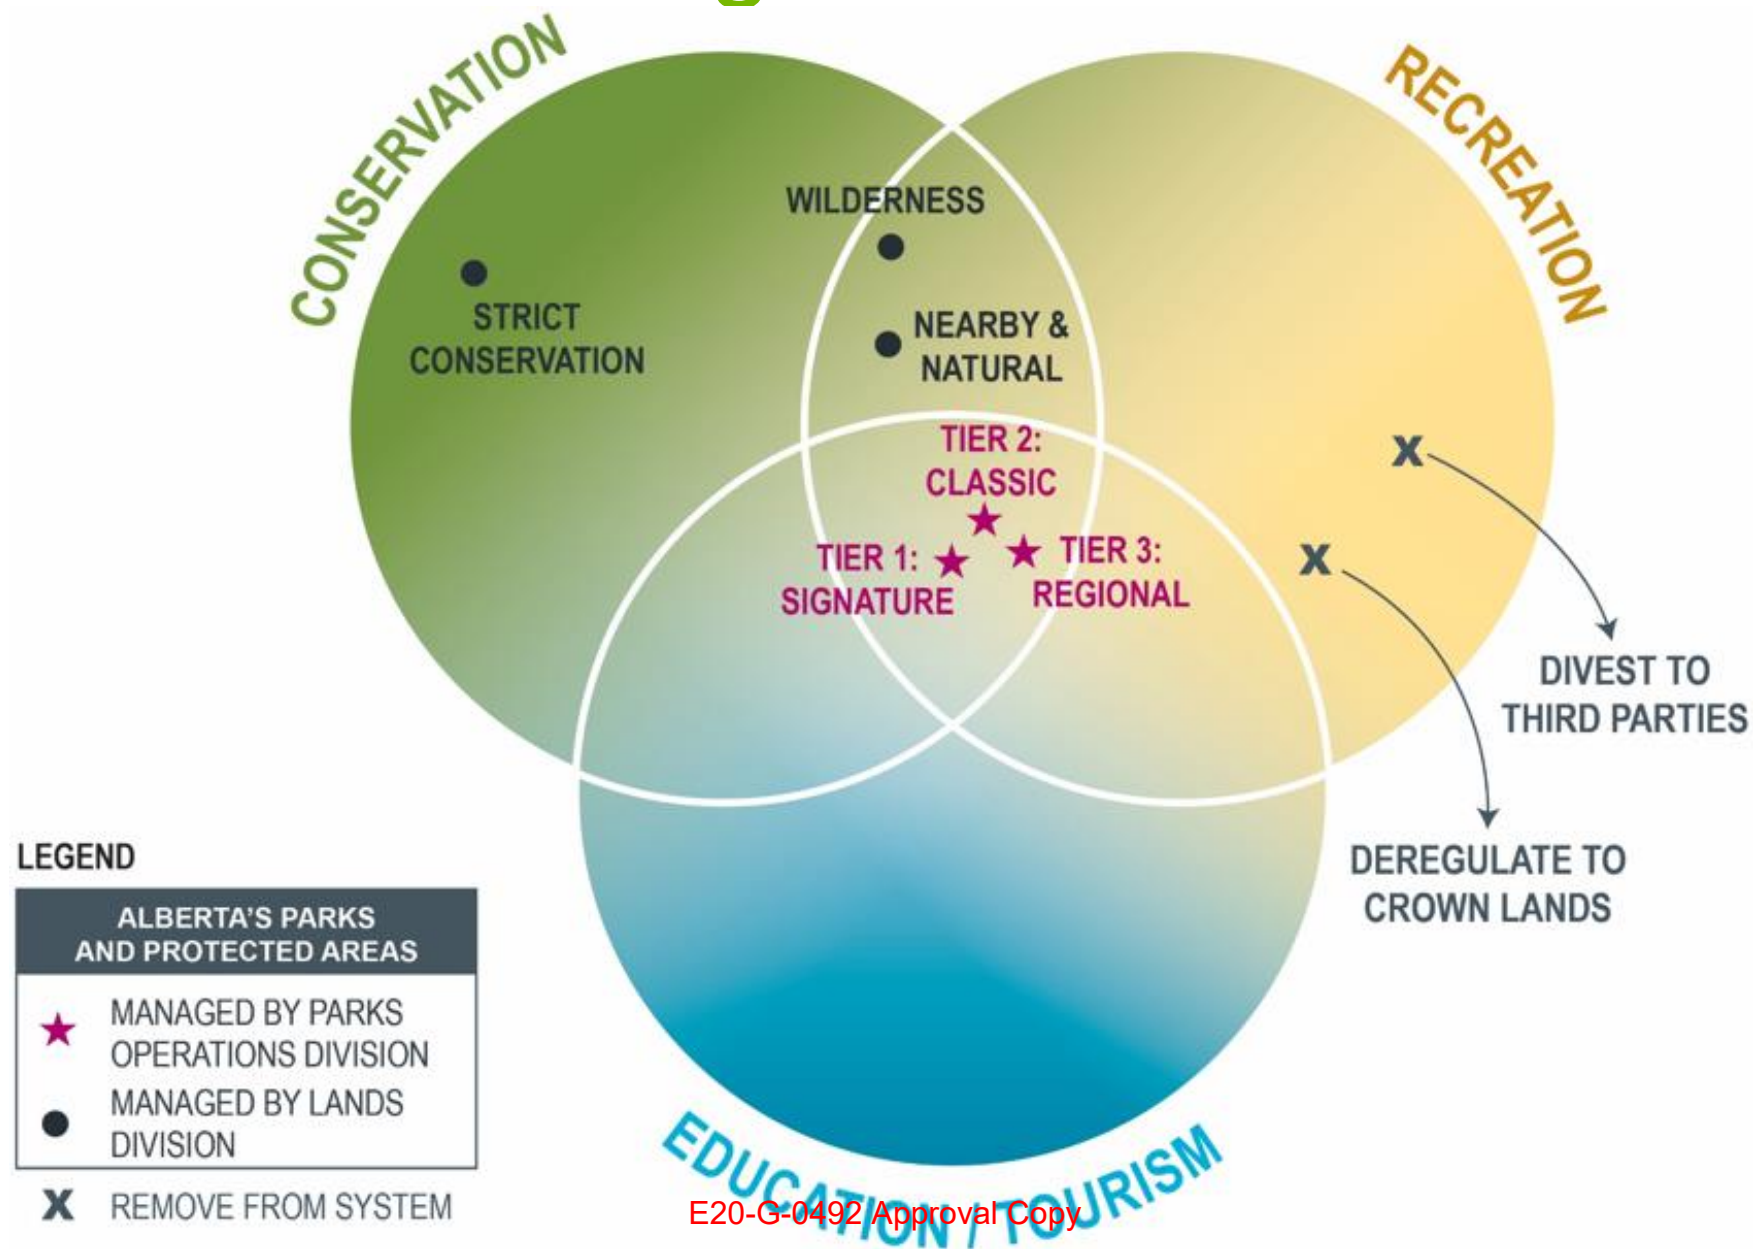 CONSERVATION
RECREATION
WILDERNESS
STRICT
CONSERVATION
NEARBY &
NATURAL
TIER 2:
CLASSIC
TIER 1:
SIGNATURE
TIER 3:
REGIONAL
X
X
DIVEST TO
THIRD PARTIES
DEREGULATE TO
CROWN LANDS
LEGEND
ALBERTA'S PARKS
AND PROTECTED AREAS
MANAGED BY PARKS
OPERATIONS DIVISION
MANAGED BY LANDS
DIVISION
X REMOVE FROM SYSTEM
EDUCATION / TOURISM
E20-G-0492 Approval Copy